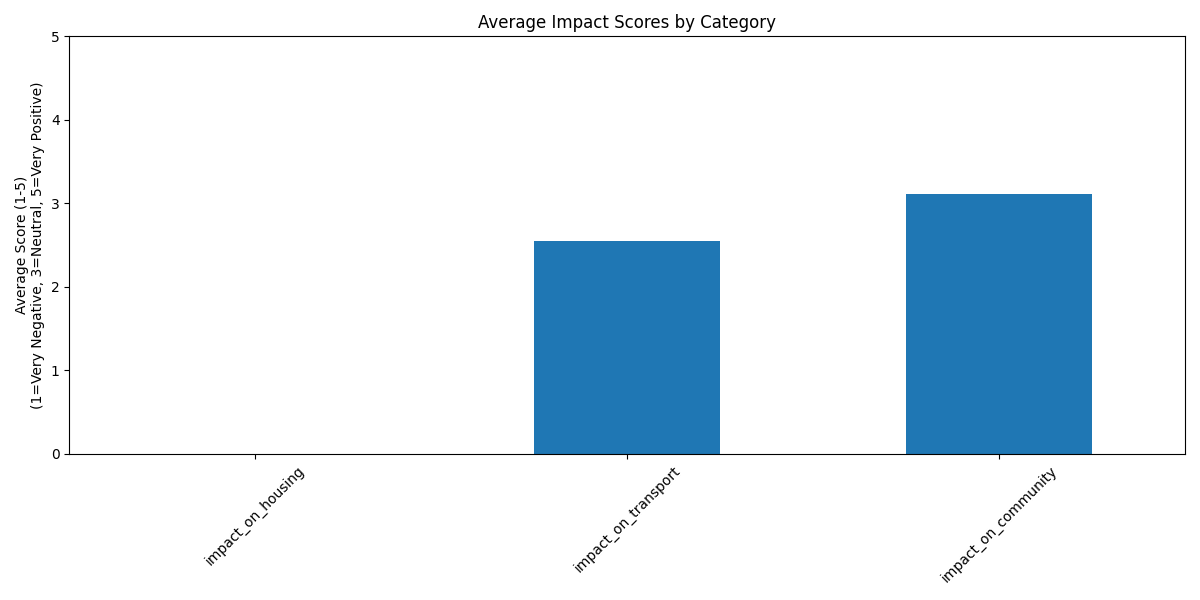 Average Impact Scores by Category
Average Score (1-5)
(1=Very Negative, 3=Neutral, 5=Very Positive)
5
4
3
2
1
0
impact_on_housing
impact_on_transport
impact_on_community